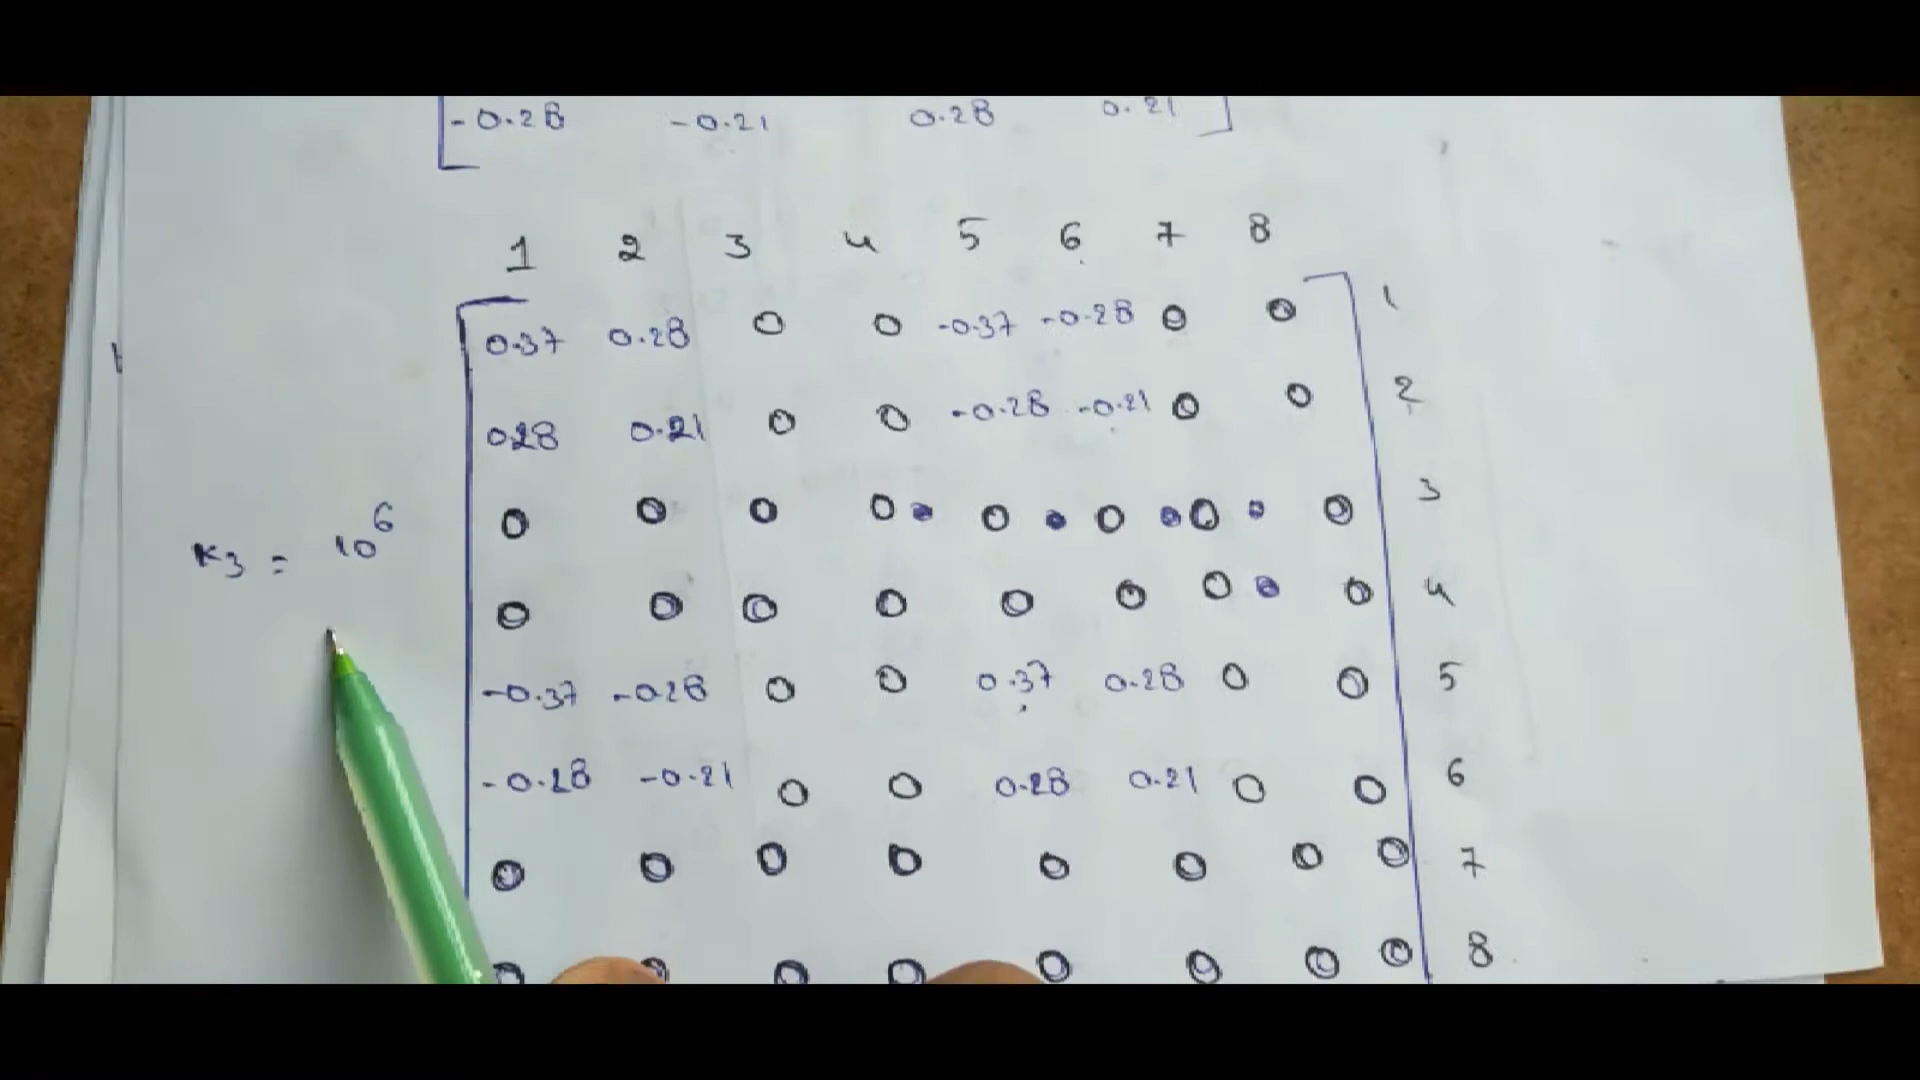 -0.28 -0.21 0.28 0.21
1 2 3 4 5 6 7 8
0.37 0.28 0 0 -0.37 -0.28 0 0 1
0.28 0.21 0 0 -0.28 -0.21 0 0 2
0 0 0 0 0 0 0 0 3
K3 = 10^6
0 0 0 0 0 0 0 0 4
-0.37 -0.28 0 0 0.37 0.28 0 0 5
-0.28 -0.21 0 0 0.28 0.21 0 0 6
0 0 0 0 0 0 0 0 7
0 0 0 0 0 0 0 0 8